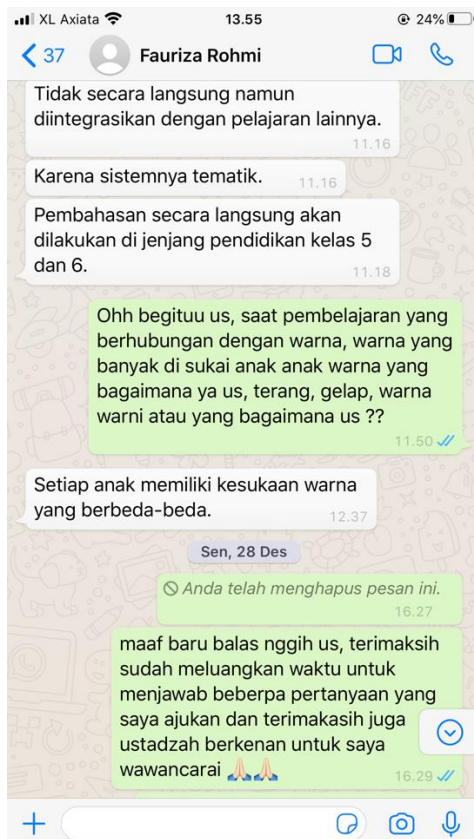 XL Axiata
13.55
24%
37
Fauriza Rohmi
Tidak secara langsung namun
diintegrasikan dengan pelajaran lainnya.
11.16
Karena sistemnya tematik.
11.16
Pembahasan secara langsung akan
dilakukan di jenjang pendidikan kelas 5
dan 6.
11.18
Ohh begituu us, saat pembelajaran yang
berhubungan dengan warna, warna yang
banyak di sukai anak anak warna yang
bagaimana ya us, terang, gelap, warna
warni atau yang bagaimana us ??
11.50
Setiap anak memiliki kesukaan warna
yang berbeda-beda.
12.37
Sen, 28 Des
Anda telah menghapus pesan ini.
16.27
maaf baru balas nggih us, terimaksih
sudah meluangkan waktu untuk
menjawab beberpa pertanyaan yang
saya ajukan dan terimakasih juga
ustadzah berkenan untuk saya
wawancarai 🙏🏻🙏🏻
16.29